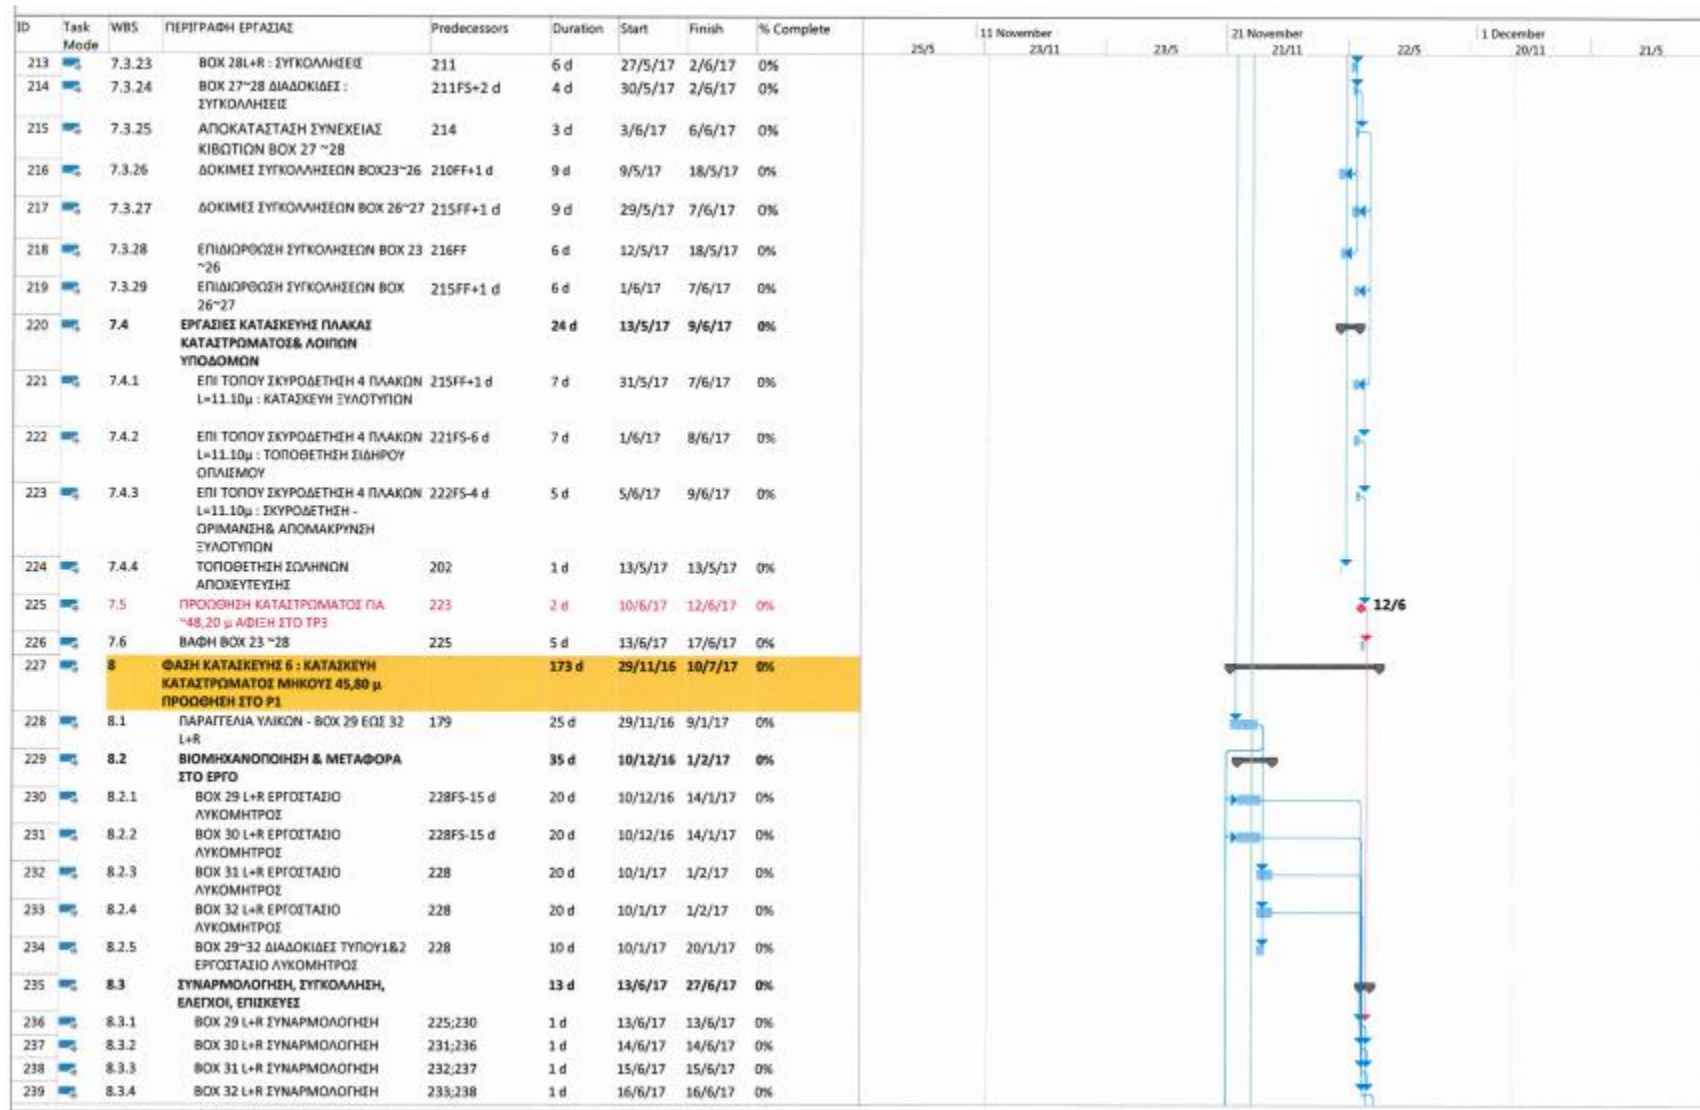 ID Task WBS ΠΕΡΙΓΡΑΦΗ ΕΡΓΑΣΙΑΣ Predecessors Duration Start Finish % Complete 11 November 21 November 1 December
Mode 25/5 23/11 23/5 21/11 22/5 20/11 21/5
213 7.3.23 BOX 28L+R : ΣΥΓΚΟΛΛΗΣΕΙΣ 211 6 d 27/5/17 2/6/17 0%
214 7.3.24 BOX 27~28 ΔΙΑΔΟΚΙΔΕΣ : 211FS+2 d 4 d 30/5/17 2/6/17 0%
ΣΥΓΚΟΛΛΗΣΕΙΣ
215 7.3.25 ΑΠΟΚΑΤΑΣΤΑΣΗ ΣΥΝΕΧΕΙΑΣ 214 3 d 3/6/17 6/6/17 0%
ΚΙΒΩΤΙΩΝ BOX 27 ~28
216 7.3.26 ΔΟΚΙΜΕΣ ΣΥΓΚΟΛΛΗΣΕΩΝ BOX23~26 210FF+1 d 9 d 9/5/17 18/5/17 0%
217 7.3.27 ΔΟΚΙΜΕΣ ΣΥΓΚΟΛΛΗΣΕΩΝ BOX 26~27 215FF+1 d 9 d 29/5/17 7/6/17 0%
218 7.3.28 ΕΠΙΔΙΟΡΘΩΣΗ ΣΥΓΚΟΛΗΣΕΩΝ BOX 23 216FF 6 d 12/5/17 18/5/17 0%
~26
219 7.3.29 ΕΠΙΔΙΟΡΘΩΣΗ ΣΥΓΚΟΛΗΣΕΩΝ BOX 215FF+1 d 6 d 1/6/17 7/6/17 0%
26~27
220 7.4 ΕΡΓΑΣΙΕΣ ΚΑΤΑΣΚΕΥΗΣ ΠΛΑΚΑΣ 24 d 13/5/17 9/6/17 0%
ΚΑΤΑΣΤΡΩΜΑΤΟΣ& ΛΟΙΠΩΝ
ΥΠΟΔΟΜΩΝ
221 7.4.1 ΕΠΙ ΤΟΠΟΥ ΣΚΥΡΟΔΕΤΗΣΗ 4 ΠΛΑΚΩΝ 215FF+1 d 7 d 31/5/17 7/6/17 0%
L=11.10μ : ΚΑΤΑΣΚΕΥΗ ΞΥΛΟΤΥΠΩΝ
222 7.4.2 ΕΠΙ ΤΟΠΟΥ ΣΚΥΡΟΔΕΤΗΣΗ 4 ΠΛΑΚΩΝ 221FS-6 d 7 d 1/6/17 8/6/17 0%
L=11.10μ : ΤΟΠΟΘΕΤΗΣΗ ΣΙΔΗΡΟΥ
ΟΠΛΙΣΜΟΥ
223 7.4.3 ΕΠΙ ΤΟΠΟΥ ΣΚΥΡΟΔΕΤΗΣΗ 4 ΠΛΑΚΩΝ 222FS-4 d 5 d 5/6/17 9/6/17 0%
L=11.10μ : ΣΚΥΡΟΔΕΤΗΣΗ -
ΩΡΙΜΑΝΣΗ& ΑΠΟΜΑΚΡΥΝΣΗ
ΞΥΛΟΤΥΠΩΝ
224 7.4.4 ΤΟΠΟΘΕΤΗΣΗ ΣΩΛΗΝΩΝ 202 1 d 13/5/17 13/5/17 0%
ΑΠΟΧΕΥΤΕΥΣΗΣ
225 7.5 ΠΡΟΩΘΗΣΗ ΚΑΤΑΣΤΡΩΜΑΤΟΣ ΓΙΑ 223 2 d 10/6/17 12/6/17 0% 12/6
~48,20 μ ΑΦΙΞΗ ΣΤΟ ΤΡ3
226 7.6 ΒΑΦΗ BOX 23 ~28 225 5 d 13/6/17 17/6/17 0%
227 8 ΦΑΣΗ ΚΑΤΑΣΚΕΥΗΣ 6 : ΚΑΤΑΣΚΕΥΗ 173 d 29/11/16 10/7/17 0%
ΚΑΤΑΣΤΡΩΜΑΤΟΣ ΜΗΚΟΥΣ 45,80 μ
ΠΡΟΩΘΗΣΗ ΣΤΟ P1
228 8.1 ΠΑΡΑΓΓΕΛΙΑ ΥΛΙΚΩΝ - BOX 29 ΕΩΣ 32 179 25 d 29/11/16 9/1/17 0%
L+R
229 8.2 ΒΙΟΜΗΧΑΝΟΠΟΙΗΣΗ & ΜΕΤΑΦΟΡΑ 35 d 10/12/16 1/2/17 0%
ΣΤΟ ΕΡΓΟ
230 8.2.1 BOX 29 L+R ΕΡΓΟΣΤΑΣΙΟ 228FS-15 d 20 d 10/12/16 14/1/17 0%
ΛΥΚΟΜΗΤΡΟΣ
231 8.2.2 BOX 30 L+R ΕΡΓΟΣΤΑΣΙΟ 228FS-15 d 20 d 10/12/16 14/1/17 0%
ΛΥΚΟΜΗΤΡΟΣ
232 8.2.3 BOX 31 L+R ΕΡΓΟΣΤΑΣΙΟ 228 20 d 10/1/17 1/2/17 0%
ΛΥΚΟΜΗΤΡΟΣ
233 8.2.4 BOX 32 L+R ΕΡΓΟΣΤΑΣΙΟ 228 20 d 10/1/17 1/2/17 0%
ΛΥΚΟΜΗΤΡΟΣ
234 8.2.5 BOX 29~32 ΔΙΑΔΟΚΙΔΕΣ ΤΥΠΟΥ1&2 228 10 d 10/1/17 20/1/17 0%
ΕΡΓΟΣΤΑΣΙΟ ΛΥΚΟΜΗΤΡΟΣ
235 8.3 ΣΥΝΑΡΜΟΛΟΓΗΣΗ, ΣΥΓΚΟΛΛΗΣΗ, 13 d 13/6/17 27/6/17 0%
ΕΛΕΓΧΟΙ, ΕΠΙΣΚΕΥΕΣ
236 8.3.1 BOX 29 L+R ΣΥΝΑΡΜΟΛΟΓΗΣΗ 225;230 1 d 13/6/17 13/6/17 0%
237 8.3.2 BOX 30 L+R ΣΥΝΑΡΜΟΛΟΓΗΣΗ 231;236 1 d 14/6/17 14/6/17 0%
238 8.3.3 BOX 31 L+R ΣΥΝΑΡΜΟΛΟΓΗΣΗ 232;237 1 d 15/6/17 15/6/17 0%
239 8.3.4 BOX 32 L+R ΣΥΝΑΡΜΟΛΟΓΗΣΗ 233;238 1 d 16/6/17 16/6/17 0%